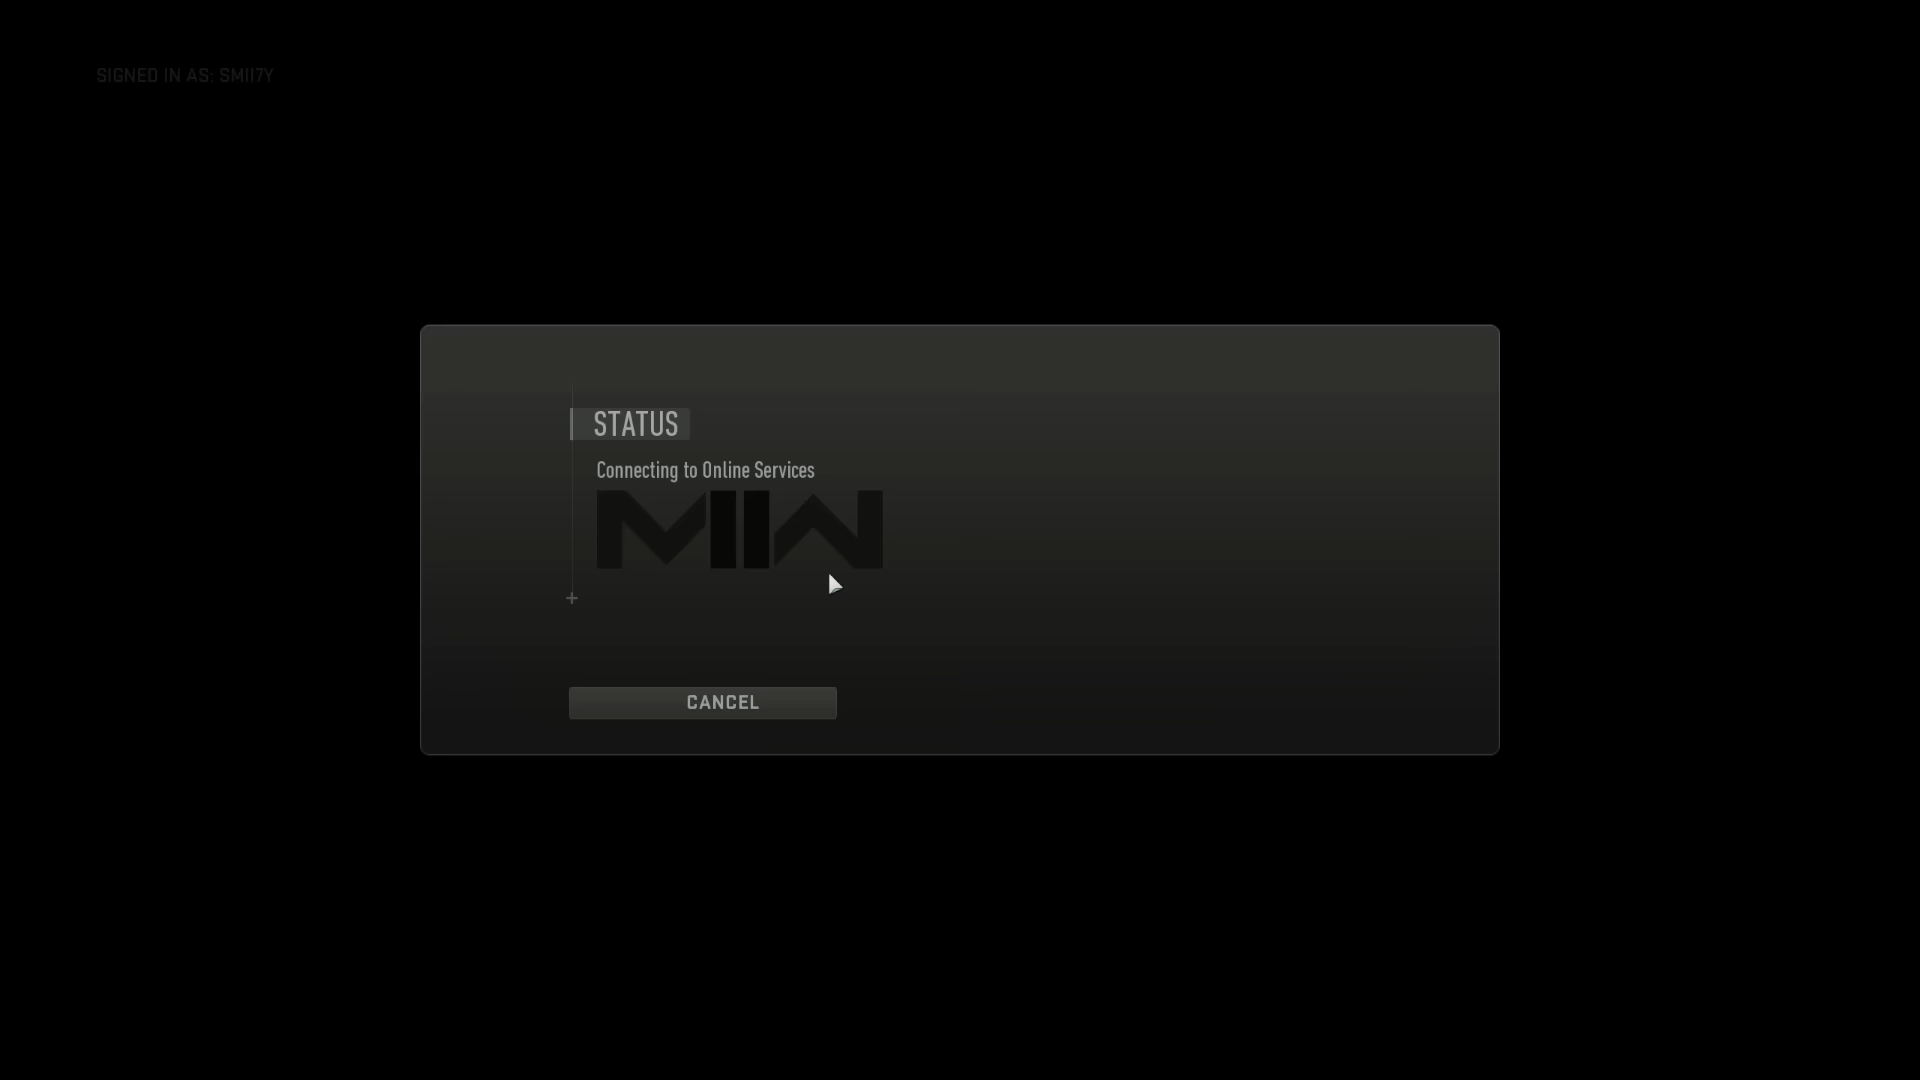 SIGNED IN AS: SMII7Y
STATUS
Connecting to Online Services
MIIW
CANCEL